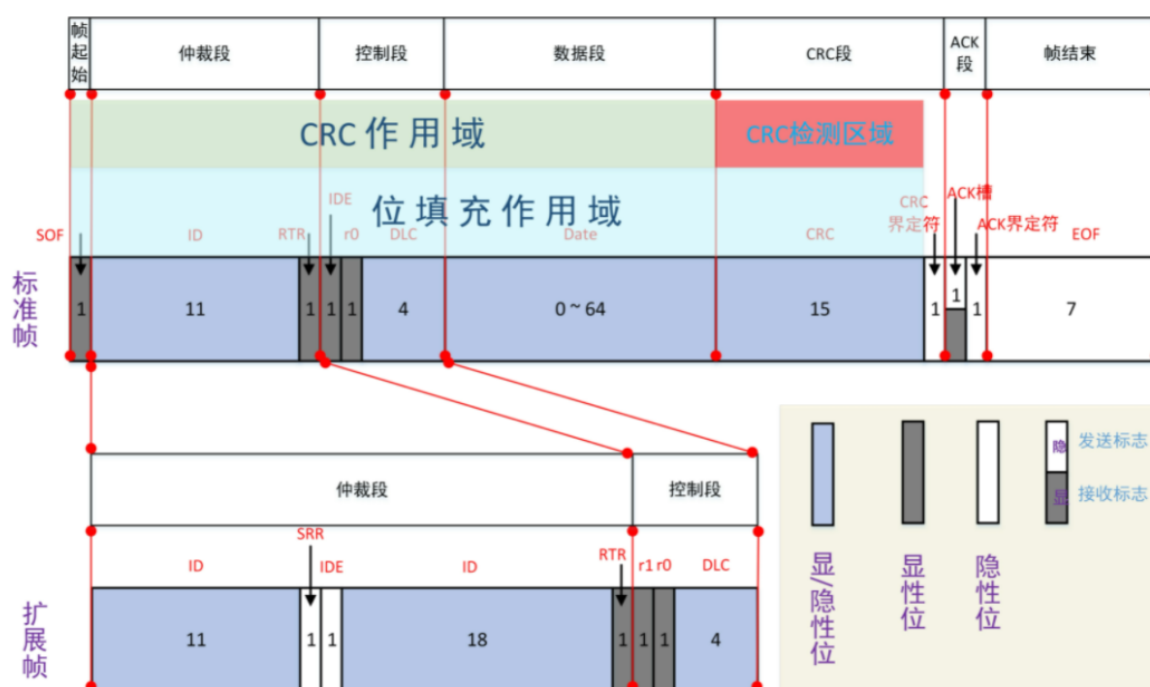 帧起始
仲裁段
控制段
数据段
CRC段
ACK段
帧结束
CRC 作 用 域
CRC检测区域
位 填 充 作 用 域
SOF
ID
RTR
IDE
r0
DLC
Date
CRC
CRC
界定符
ACK槽
ACK界定符
EOF
标准帧
1
11
1
1
1
4
0 ~ 64
15
1
1
1
7
仲裁段
控制段
ID
SRR
IDE
ID
RTR
r1
r0
DLC
扩展帧
11
1
1
18
1
1
1
4
隐
发送标志
显
接收标志
显/隐性位
显性位
隐性位